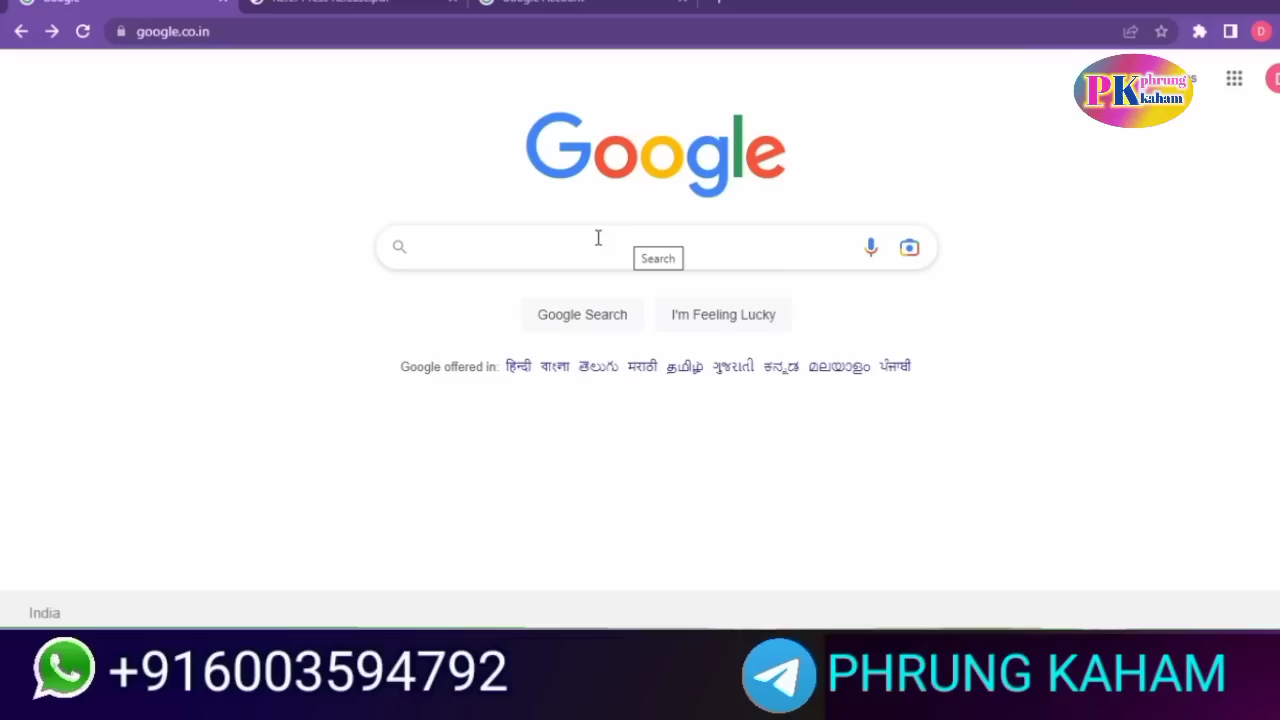 google.co.in
D
PK phrung
kaham
Google
Search
Google Search
I'm Feeling Lucky
Google offered in: हिन्दी বাংলা తెలుగు मराठी தமிழ் ગુજરાતી ಕನ್ನಡ മലയാളം ਪੰਜਾਬੀ
India
+916003594792
PHRUNG KAHAM